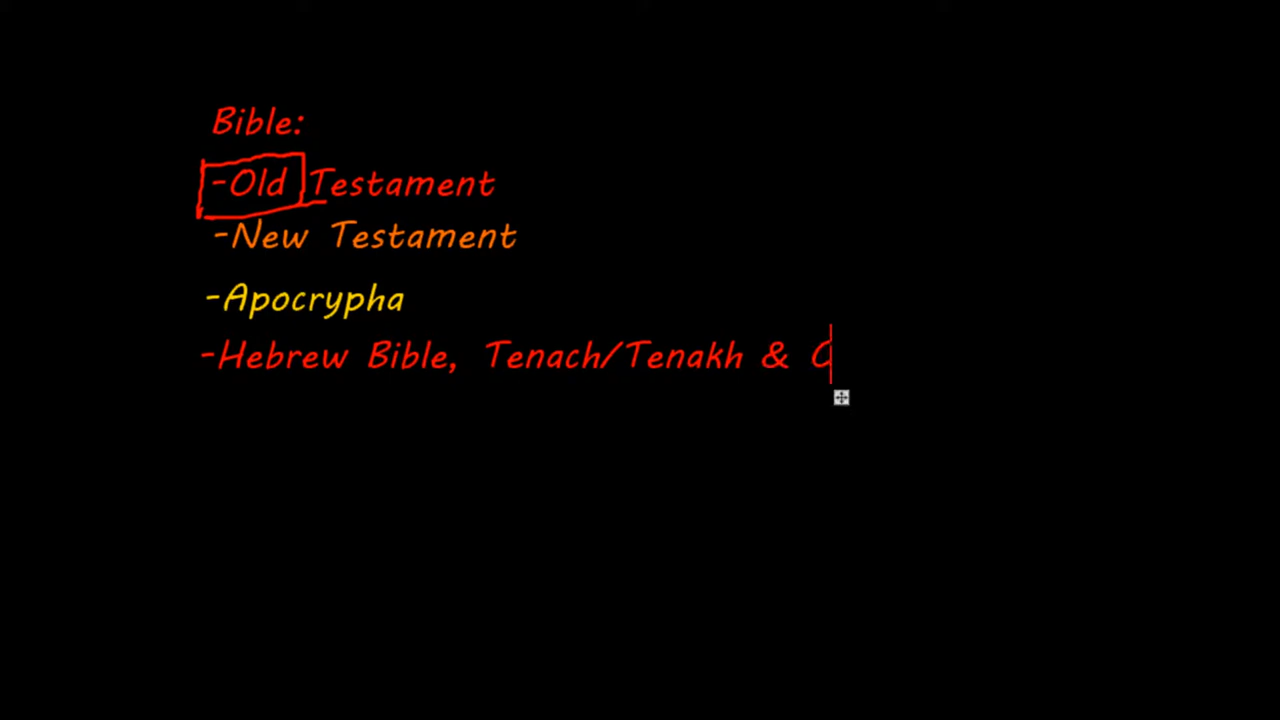 Bible:
-Old Testament
-New Testament
-Apocrypha
-Hebrew Bible, Tenach/Tenakh &